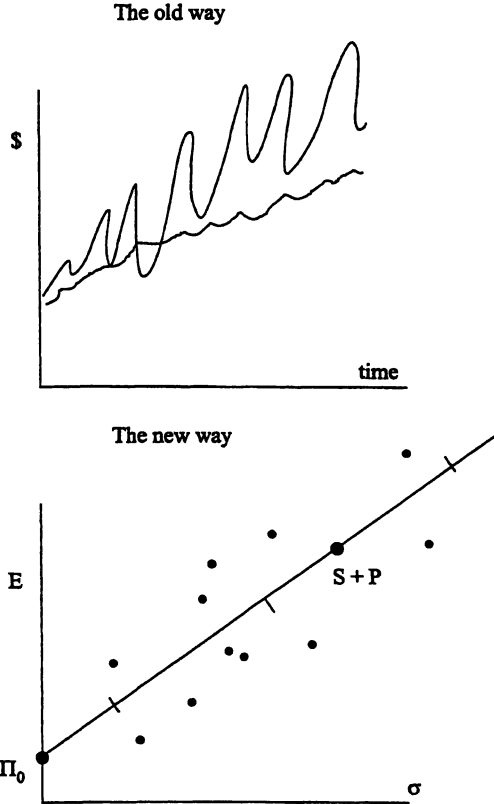 The old way
$
time
The new way
E
S + P
Π₀
σ